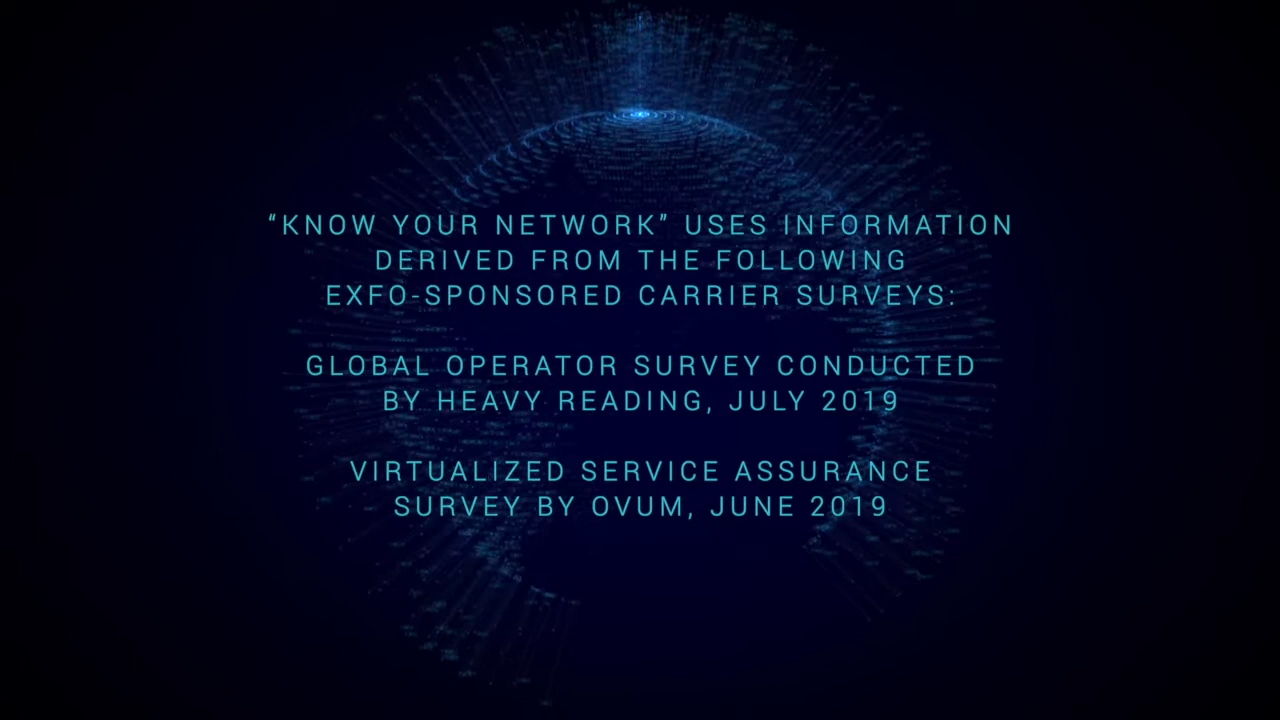 “KNOW YOUR NETWORK” USES INFORMATION
DERIVED FROM THE FOLLOWING
EXFO-SPONSORED CARRIER SURVEYS:
GLOBAL OPERATOR SURVEY CONDUCTED
BY HEAVY READING, JULY 2019
VIRTUALIZED SERVICE ASSURANCE
SURVEY BY OVUM, JUNE 2019